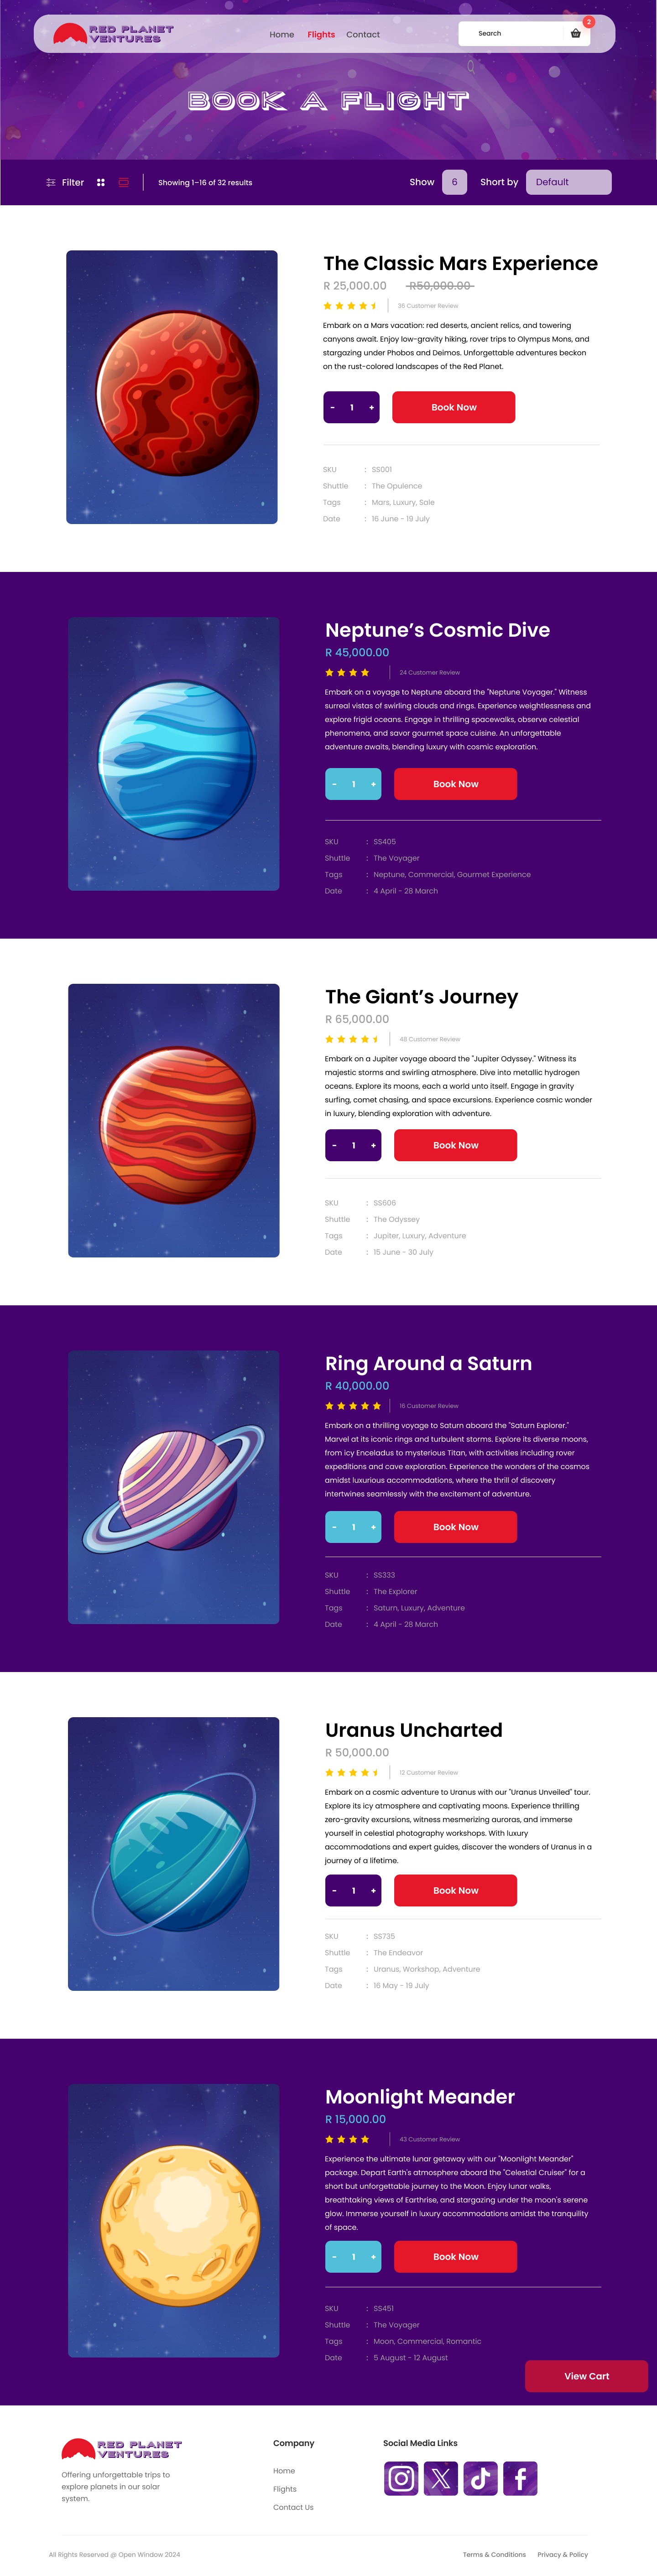 RED PLANET
VENTURES
Home Flights Contact
Search
2
BOOK A FLIGHT
Filter
Showing 1–16 of 32 results
Show 6 Short by Default
The Classic Mars Experience
R 25,000.00 R50,000.00
36 Customer Review
Embark on a Mars vacation: red deserts, ancient relics, and towering
canyons await. Enjoy low-gravity hiking, rover trips to Olympus Mons, and
stargazing under Phobos and Deimos. Unforgettable adventures beckon
on the rust-colored landscapes of the Red Planet.
- 1 + Book Now
SKU : SS001
Shuttle : The Opulence
Tags : Mars, Luxury, Sale
Date : 16 June - 19 July
Neptune’s Cosmic Dive
R 45,000.00
24 Customer Review
Embark on a voyage to Neptune aboard the "Neptune Voyager." Witness
surreal vistas of swirling clouds and rings. Experience weightlessness and
explore frigid oceans. Engage in thrilling spacewalks, observe celestial
phenomena, and savor gourmet space cuisine. An unforgettable
adventure awaits, blending luxury with cosmic exploration.
- 1 + Book Now
SKU : SS405
Shuttle : The Voyager
Tags : Neptune, Commercial, Gourmet Experience
Date : 4 April - 28 March
The Giant’s Journey
R 65,000.00
48 Customer Review
Embark on a Jupiter voyage aboard the "Jupiter Odyssey." Witness its
majestic storms and swirling atmosphere. Dive into metallic hydrogen
oceans. Explore its moons, each a world unto itself. Engage in gravity
surfing, comet chasing, and space excursions. Experience cosmic wonder
in luxury, blending exploration with adventure.
- 1 + Book Now
SKU : SS606
Shuttle : The Odyssey
Tags : Jupiter, Luxury, Adventure
Date : 15 June - 30 July
Ring Around a Saturn
R 40,000.00
16 Customer Review
Embark on a thrilling voyage to Saturn aboard the "Saturn Explorer."
Marvel at its iconic rings and turbulent storms. Explore its diverse moons,
from icy Enceladus to mysterious Titan, with activities including rover
expeditions and cave exploration. Experience the wonders of the cosmos
amidst luxurious accommodations, where the thrill of discovery
intertwines seamlessly with the excitement of adventure.
- 1 + Book Now
SKU : SS333
Shuttle : The Explorer
Tags : Saturn, Luxury, Adventure
Date : 4 April - 28 March
Uranus Uncharted
R 50,000.00
12 Customer Review
Embark on a cosmic adventure to Uranus with our "Uranus Unveiled" tour.
Explore its icy atmosphere and captivating moons. Experience thrilling
zero-gravity excursions, witness mesmerizing auroras, and immerse
yourself in celestial photography workshops. With luxury
accommodations and expert guides, discover the wonders of Uranus in a
journey of a lifetime.
- 1 + Book Now
SKU : SS735
Shuttle : The Endeavor
Tags : Uranus, Workshop, Adventure
Date : 16 May - 19 July
Moonlight Meander
R 15,000.00
43 Customer Review
Experience the ultimate lunar getaway with our "Moonlight Meander"
package. Depart Earth's atmosphere aboard the "Celestial Cruiser" for a
short but unforgettable journey to the Moon. Enjoy lunar walks,
breathtaking views of Earthrise, and stargazing under the moon's serene
glow. Immerse yourself in luxury accommodations amidst the tranquility
of space.
- 1 + Book Now
SKU : SS451
Shuttle : The Voyager
Tags : Moon, Commercial, Romantic
Date : 5 August - 12 August
View Cart
RED PLANET
VENTURES
Offering unforgettable trips to
explore planets in our solar
system.
Company
Home
Flights
Contact Us
Social Media Links
All Rights Reserved @ Open Window 2024
Terms & Conditions Privacy & Policy